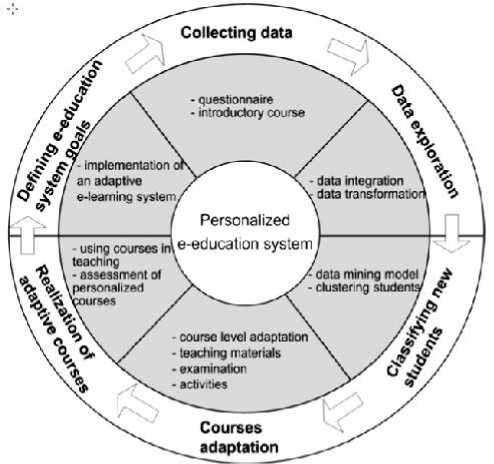 Collecting data
- questionnaire
- introductory course
Data exploration
- data integration
- data transformation
Classifying new
students
- data mining model
- clustering students
Courses
adaptation
- course level adaptation
- teaching materials
- examination
- activities
Realization of
adaptive courses
- using courses in
teaching
- assessment of
personalized
courses
Defining e-education
system goals
- implementation of
an adaptive
e-learning system
Personalized
e-education system